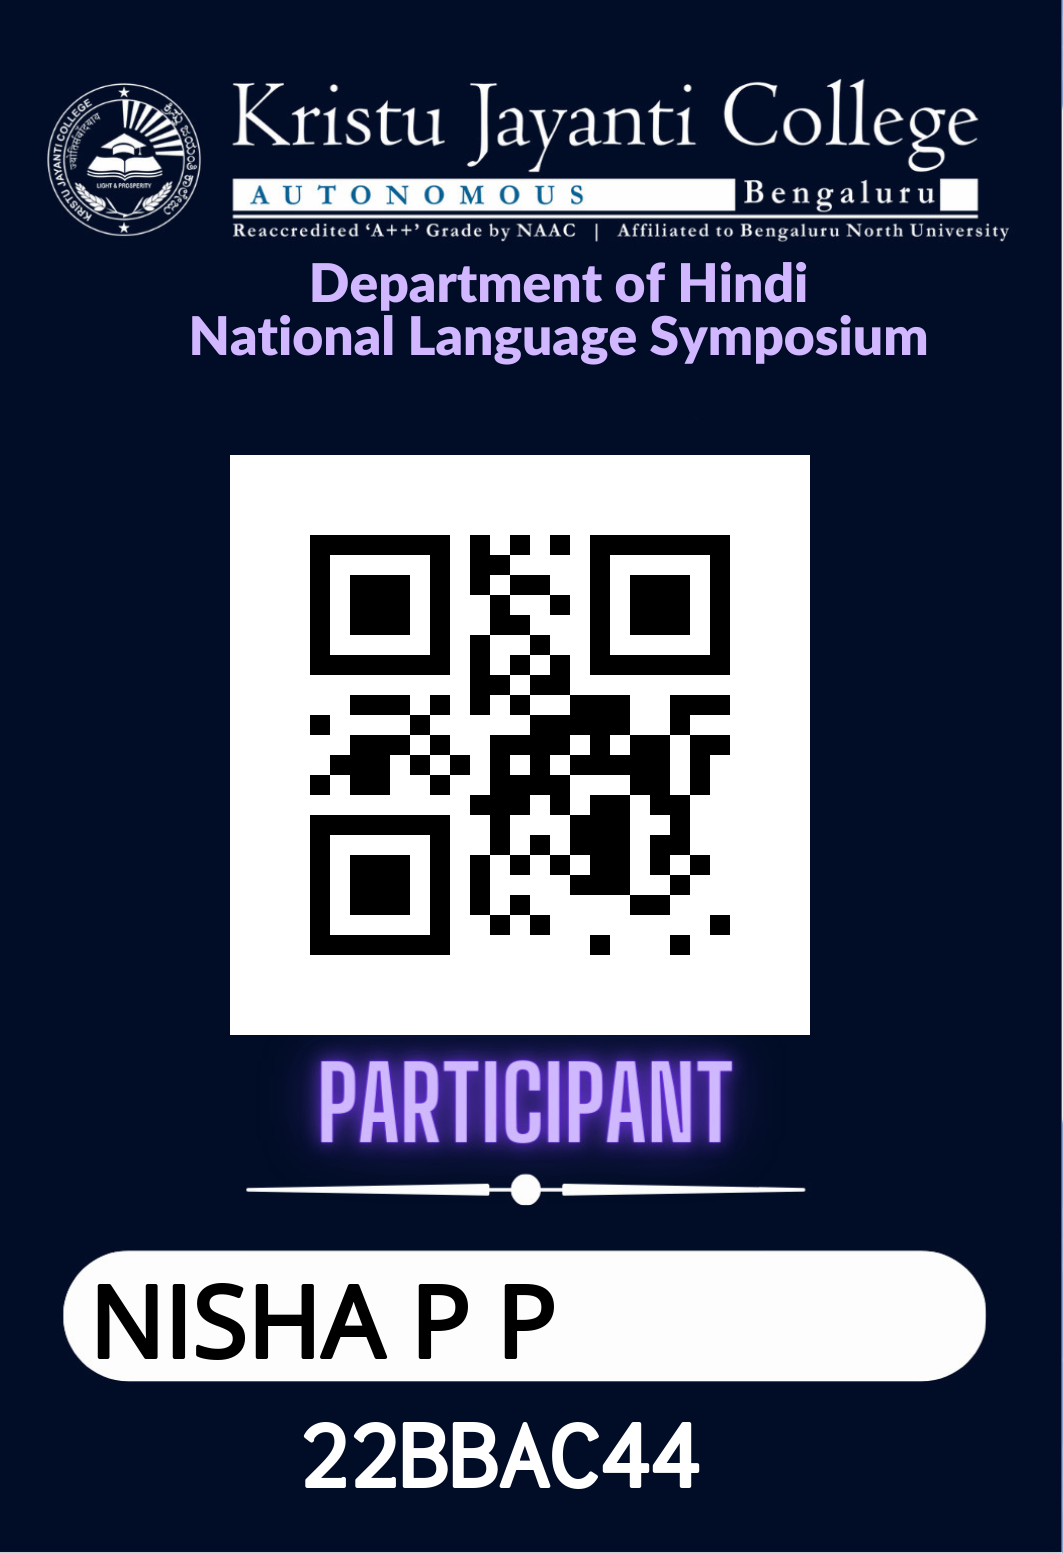 Kristu Jayanti College
AUTONOMOUS Bengaluru
Reaccredited ‘A++’ Grade by NAAC | Affiliated to Bengaluru North University
KRISTU JAYANTI COLLEGE
LIGHT & PROSPERITY
Department of Hindi
National Language Symposium
PARTICIPANT
NISHA P P
22BBAC44